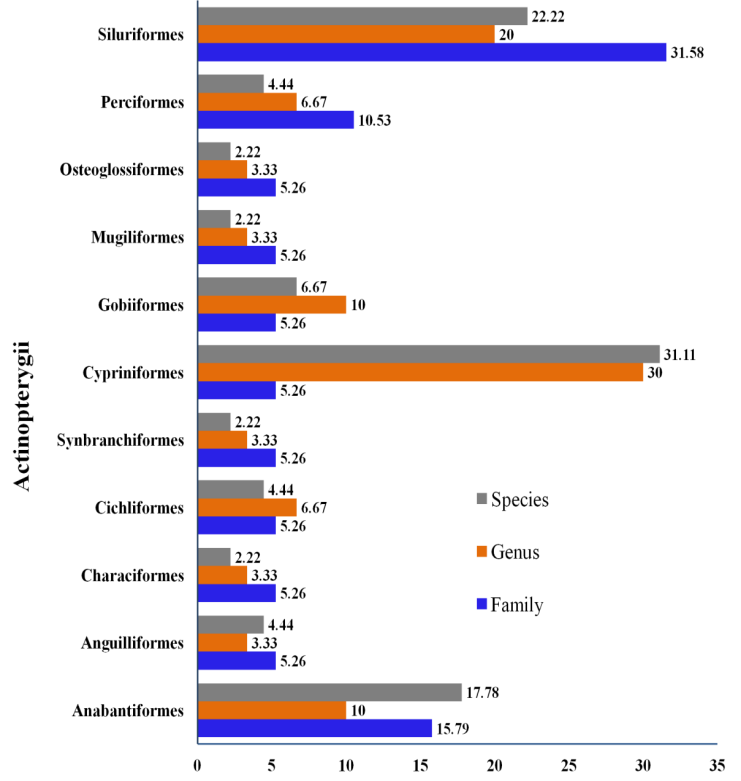 Siluriformes
22.22
20
31.58
Perciformes
4.44
6.67
10.53
Osteoglossiformes
2.22
3.33
5.26
Mugiliformes
2.22
3.33
5.26
Gobiiformes
6.67
10
5.26
Cypriniformes
31.11
30
5.26
Synbranchiformes
2.22
3.33
5.26
Cichliformes
4.44
6.67
5.26
Characiformes
2.22
3.33
5.26
Anguilliformes
4.44
3.33
5.26
Anabantiformes
17.78
10
15.79
Actinopterygii
Species
Genus
Family
0 5 10 15 20 25 30 35